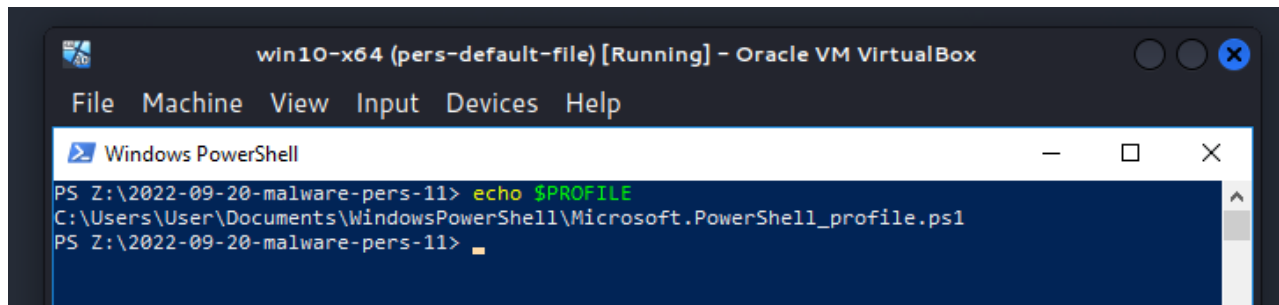 win10-x64 (pers-default-file) [Running] - Oracle VM VirtualBox
File Machine View Input Devices Help
Windows PowerShell
PS Z:\2022-09-20-malware-pers-11> echo $PROFILE
C:\Users\User\Documents\WindowsPowerShell\Microsoft.PowerShell_profile.ps1
PS Z:\2022-09-20-malware-pers-11>